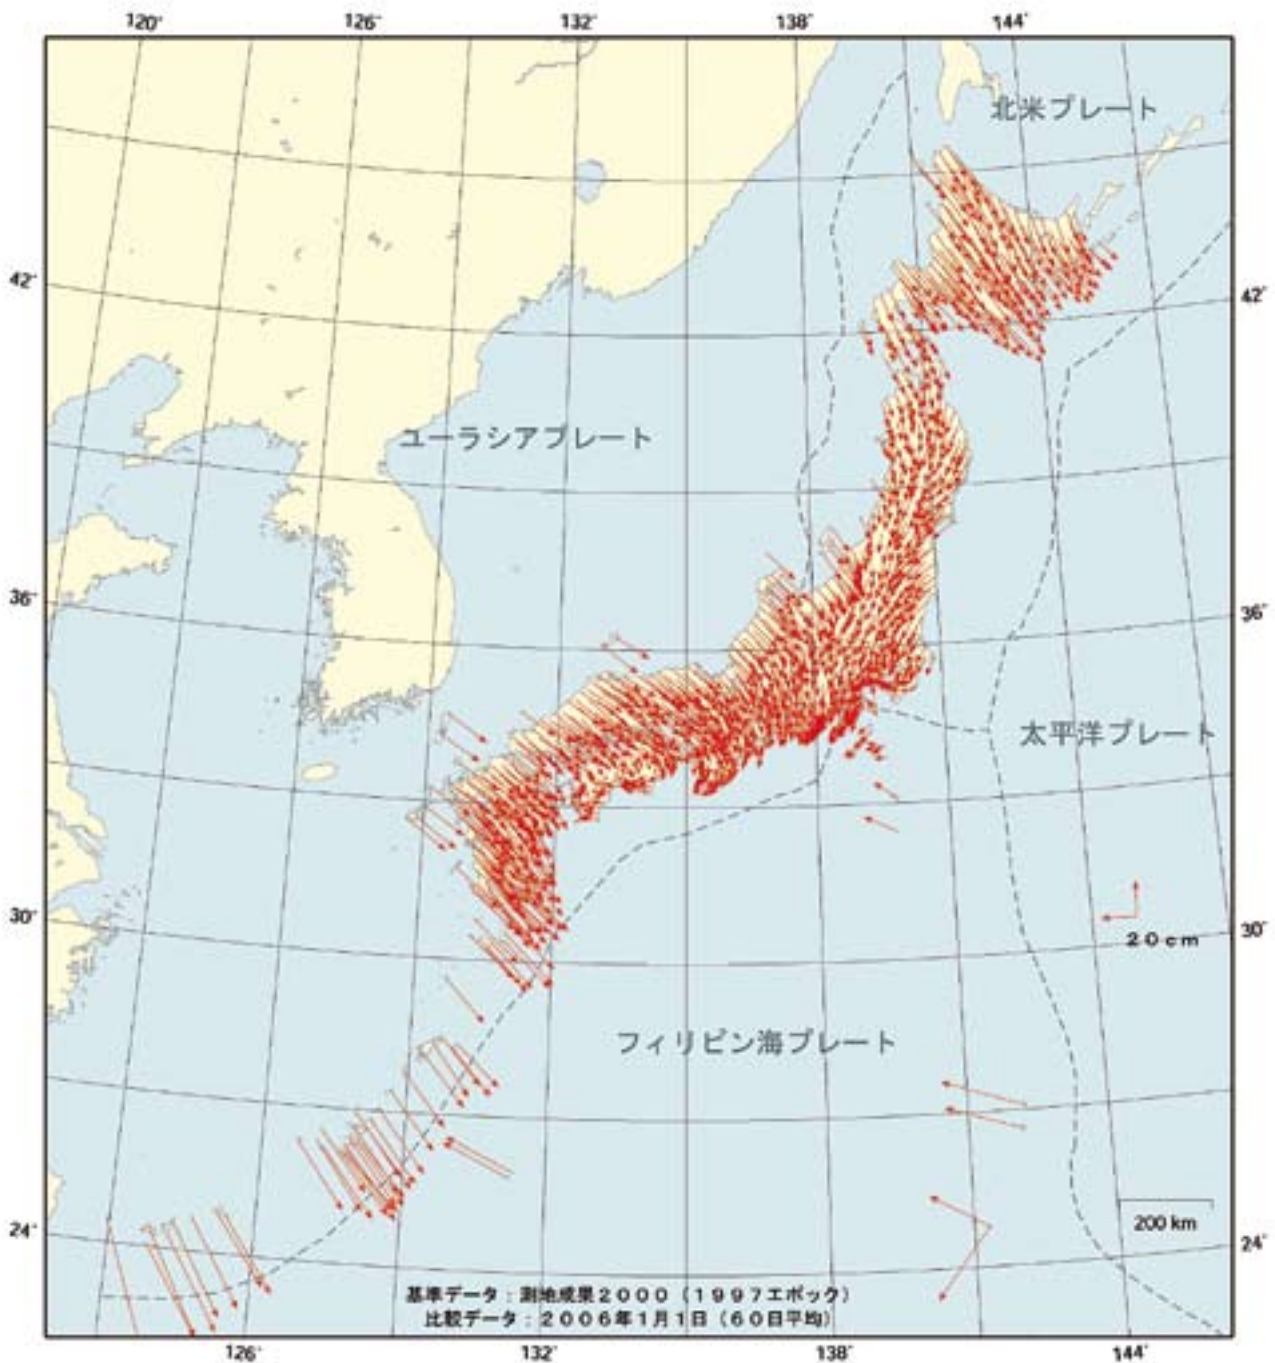 120°
126°
132°
138°
144°
北米プレート
42°
42°
ユーラシアプレート
36°
36°
太平洋プレート
30°
30°
20cm
フィリピン海プレート
24°
24°
200 km
基準データ：測地成果2000（1997エポック）
比較データ：2006年1月1日（60日平均）
126°
132°
138°
144°